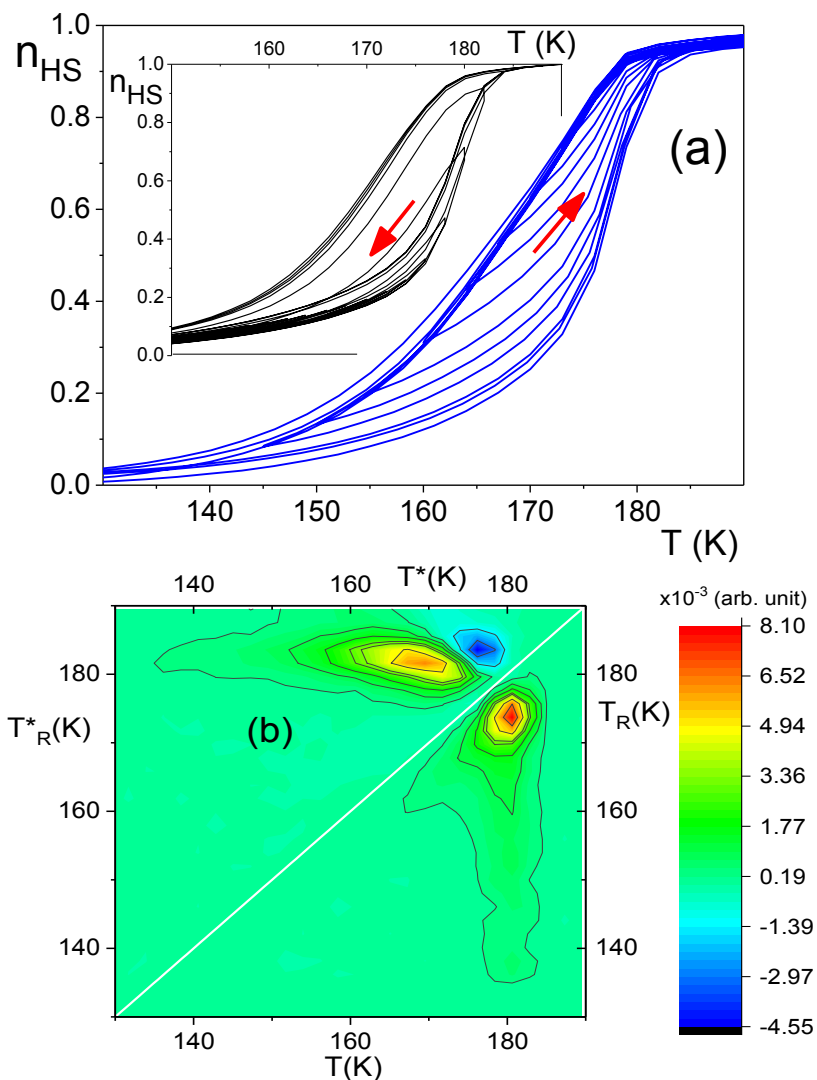 1.0
160 170 180 T (K)
n_HS
n_HS
1.0
0.8
0.8
(a)
0.6
0.6
0.4
0.4
0.2
0.2
0.0
0.0
140 150 160 170 180
T (K)
140 160 T*(K) 180
x10⁻³ (arb. unit)
8.10
180
180
6.52
T*_R(K)
(b)
T_R(K)
4.94
160
160
3.36
1.77
0.19
140
140
-1.39
-2.97
-4.55
140 160 180
T(K)